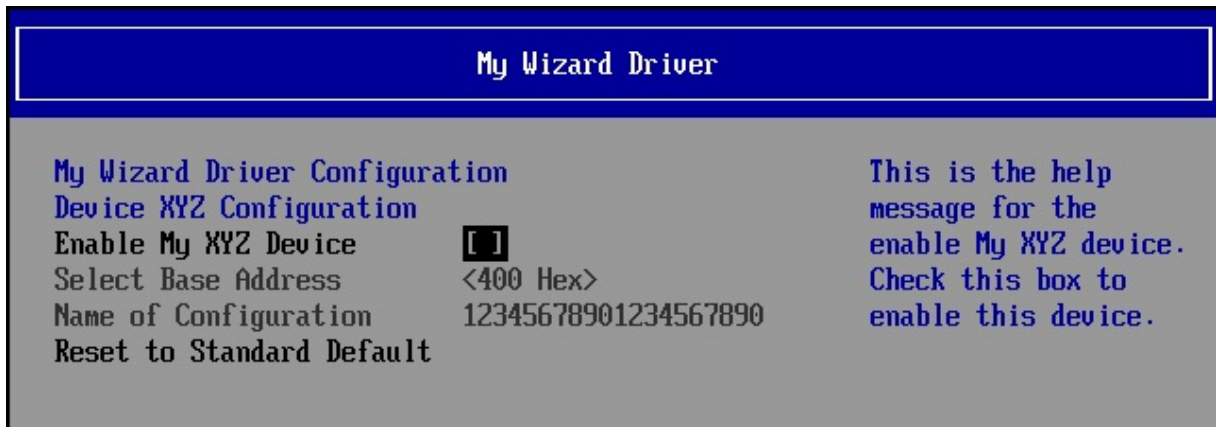 My Wizard Driver
My Wizard Driver Configuration
Device XYZ Configuration
Enable My XYZ Device [ ]
Select Base Address <400 Hex>
Name of Configuration 12345678901234567890
Reset to Standard Default
This is the help
message for the
enable My XYZ device.
Check this box to
enable this device.